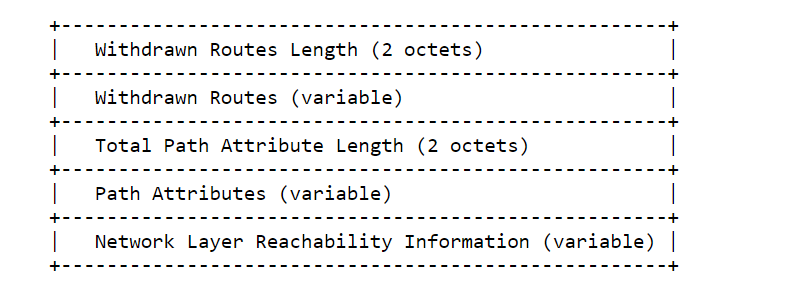 +-----------------------------------------------------+
|   Withdrawn Routes Length (2 octets)                |
+-----------------------------------------------------+
|   Withdrawn Routes (variable)                       |
+-----------------------------------------------------+
|   Total Path Attribute Length (2 octets)            |
+-----------------------------------------------------+
|   Path Attributes (variable)                        |
+-----------------------------------------------------+
|   Network Layer Reachability Information (variable) |
+-----------------------------------------------------+